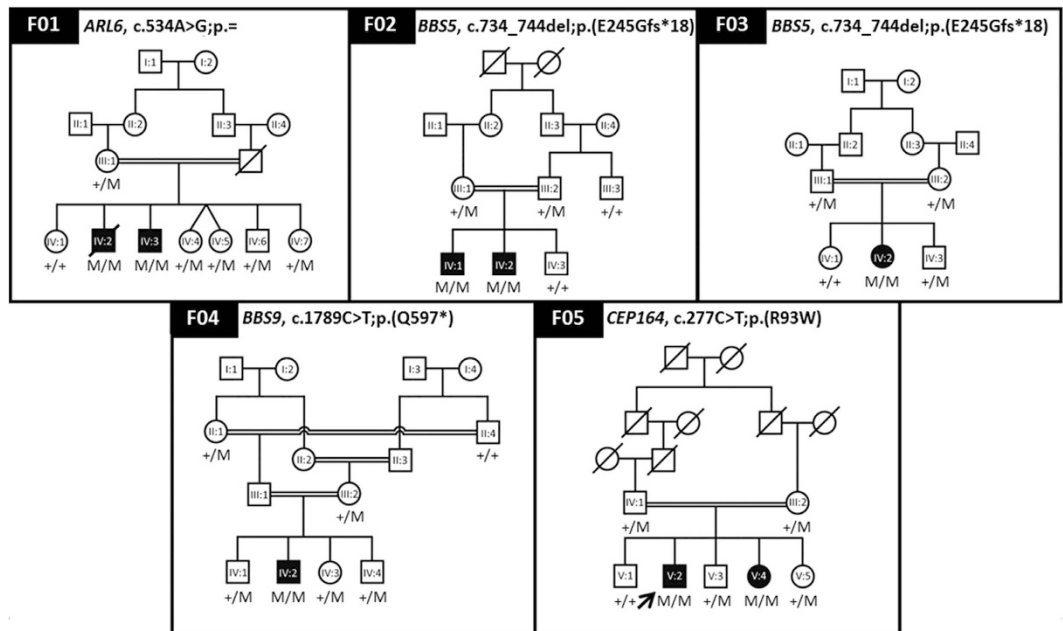 F01 ARL6, c.534A>G;p.=
I:1 I:2
II:1 II:2 II:3 II:4
III:1
+/M
IV:1 IV:2 IV:3 IV:4 IV:5 IV:6 IV:7
+/+ M/M M/M +/M +/M +/M +/M
F02 BBS5, c.734_744del;p.(E245Gfs*18)
II:1 II:2 II:3 II:4
III:1 III:2 III:3
+/M +/M +/+
IV:1 IV:2 IV:3
M/M M/M +/+
F03 BBS5, c.734_744del;p.(E245Gfs*18)
I:1 I:2
II:1 II:2 II:3 II:4
III:1 III:2
+/M +/M
IV:1 IV:2 IV:3
+/+ M/M +/M
F04 BBS9, c.1789C>T;p.(Q597*)
I:1 I:2 I:3 I:4
II:1 II:4
+/M +/+
II:2 II:3
III:1 III:2
+/M
IV:1 IV:2 IV:3 IV:4
+/M M/M +/M +/M
F05 CEP164, c.277C>T;p.(R93W)
IV:1 III:2
+/M +/M
V:1 V:2 V:3 V:4 V:5
+/+ M/M +/M M/M +/M